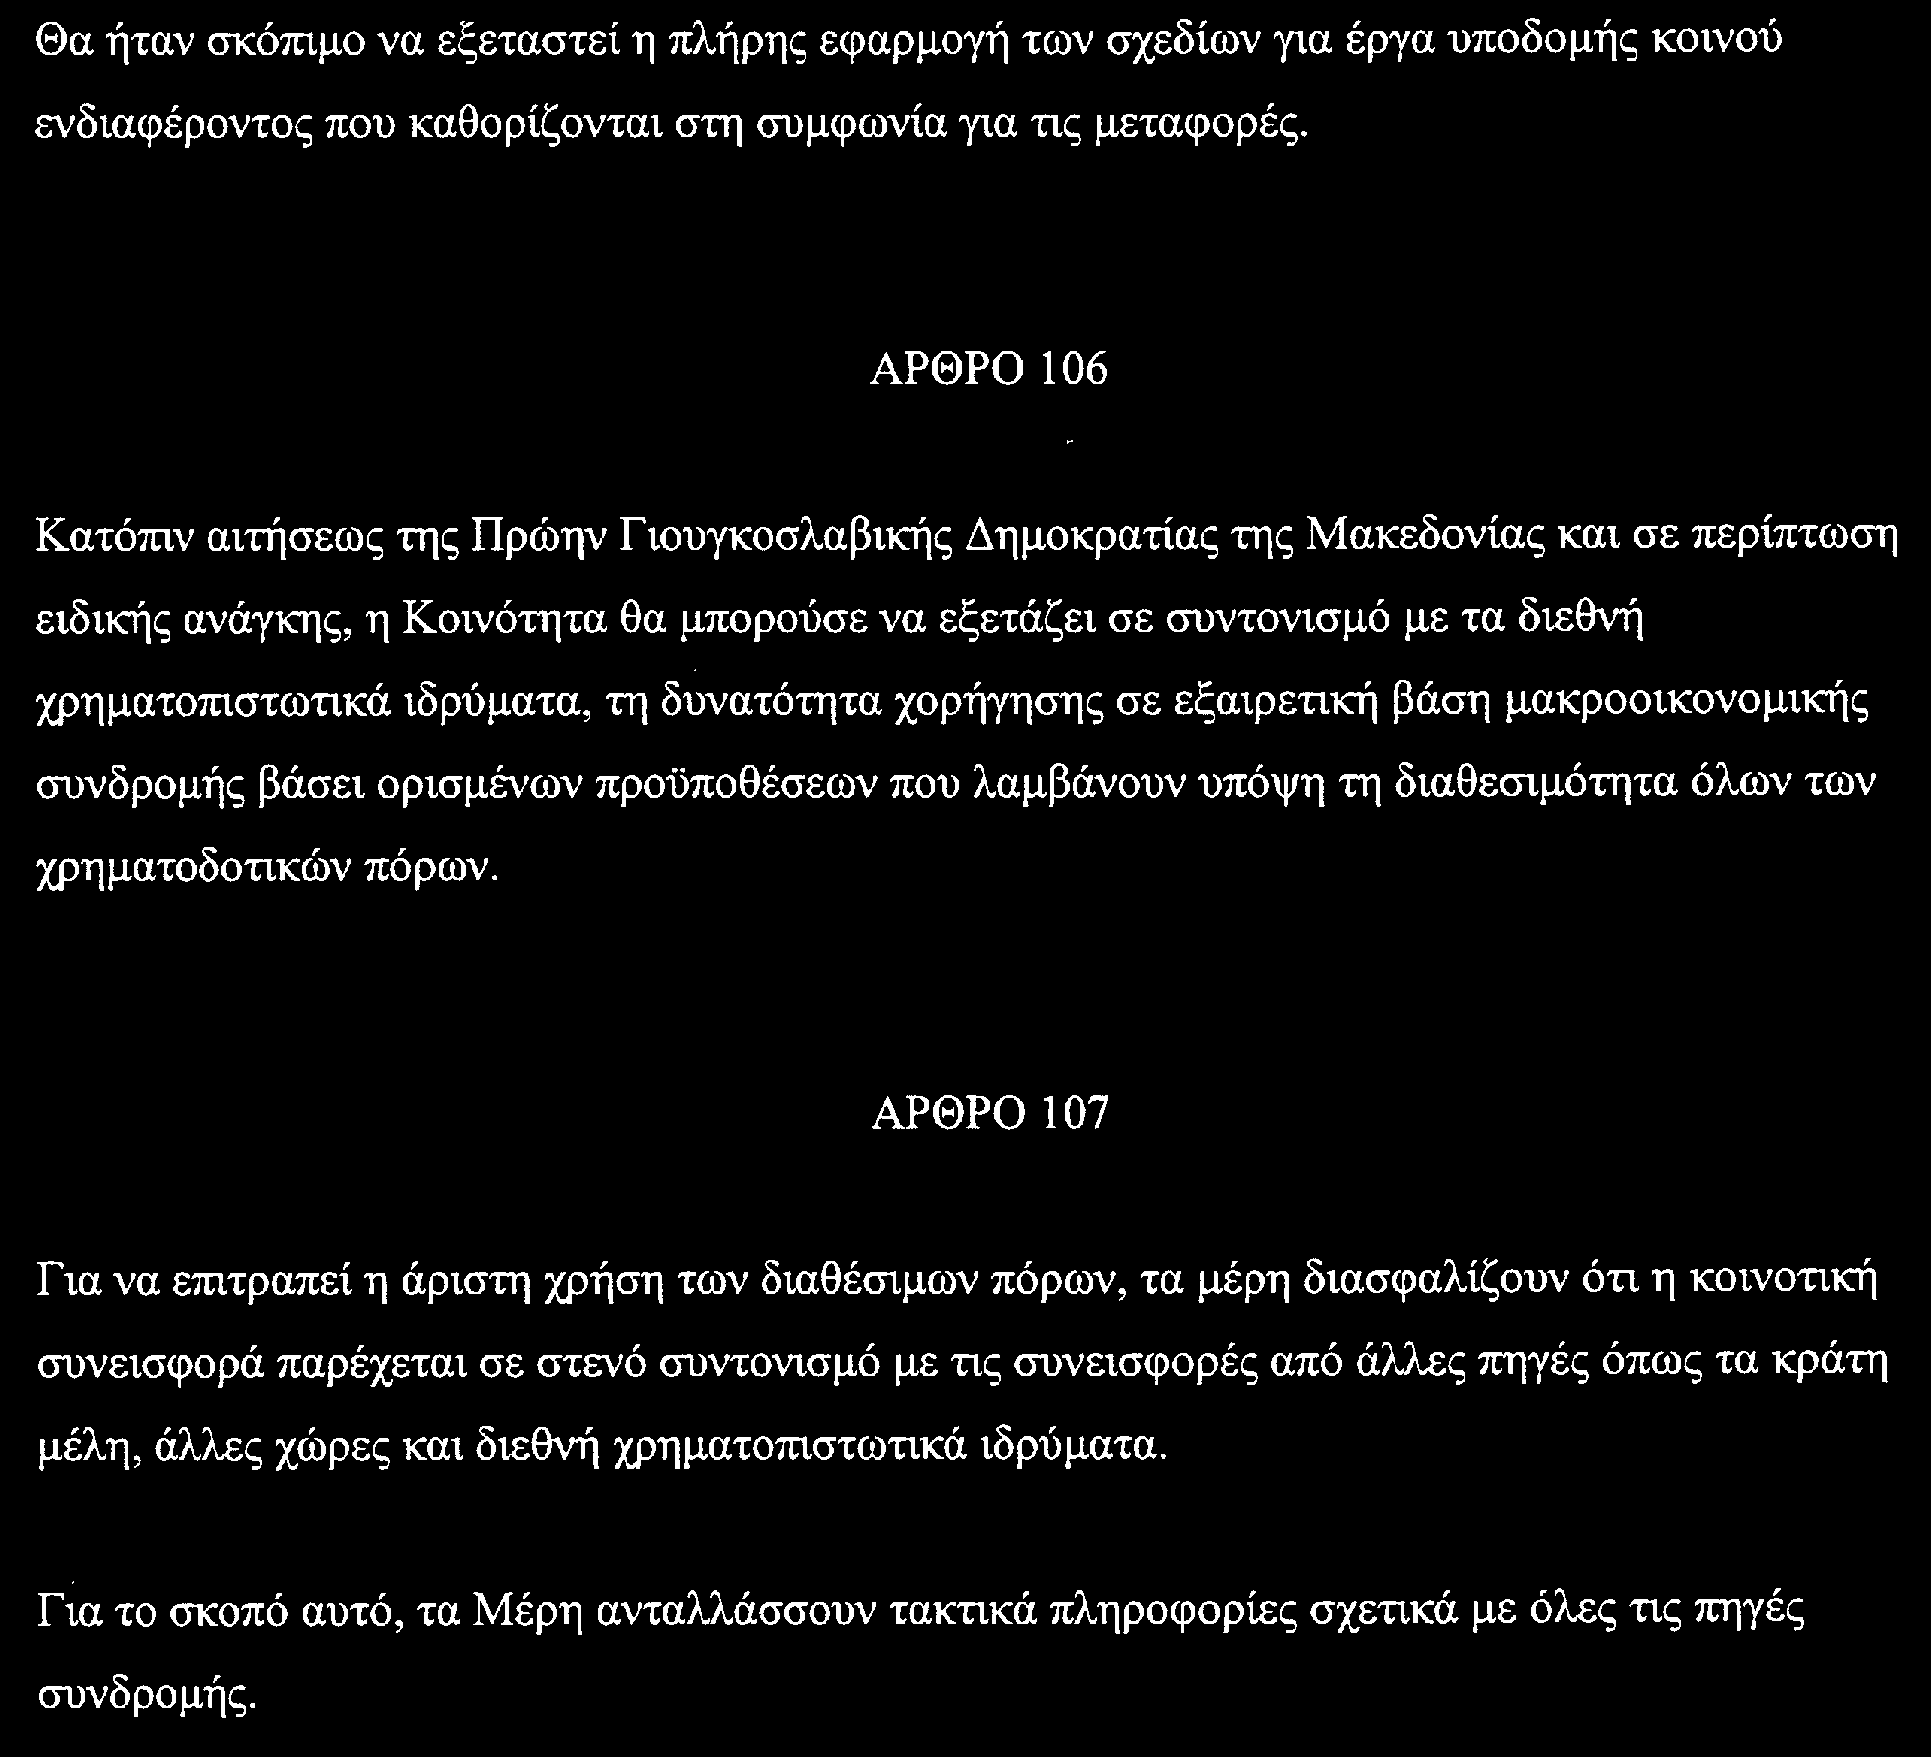 Θα ήταν σκόπιμο να εξεταστεί η πλήρης εφαρμογή των σχεδίων για έργα υποδομής κοινού
ενδιαφέροντος που καθορίζονται στη συμφωνία για τις μεταφορές.
ΑΡΘΡΟ 106
Κατόπιν αιτήσεως της Πρώην Γιουγκοσλαβικής Δημοκρατίας της Μακεδονίας και σε περίπτωση
ειδικής ανάγκης, η Κοινότητα θα μπορούσε να εξετάζει σε συντονισμό με τα διεθνή
χρηματοπιστωτικά ιδρύματα, τη δυνατότητα χορήγησης σε εξαιρετική βάση μακροοικονομικής
συνδρομής βάσει ορισμένων προϋποθέσεων που λαμβάνουν υπόψη τη διαθεσιμότητα όλων των
χρηματοδοτικών πόρων.
ΑΡΘΡΟ 107
Για να επιτραπεί η άριστη χρήση των διαθέσιμων πόρων, τα μέρη διασφαλίζουν ότι η κοινοτική
συνεισφορά παρέχεται σε στενό συντονισμό με τις συνεισφορές από άλλες πηγές όπως τα κράτη
μέλη, άλλες χώρες και διεθνή χρηματοπιστωτικά ιδρύματα.
Για το σκοπό αυτό, τα Μέρη ανταλλάσσουν τακτικά πληροφορίες σχετικά με όλες τις πηγές
συνδρομής.